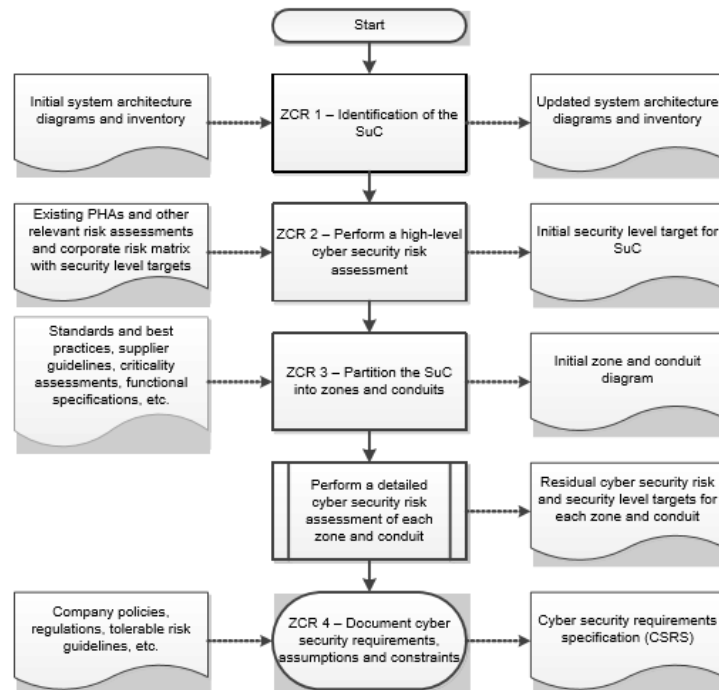 Start
Initial system architecture
diagrams and inventory
ZCR 1 – Identification of the
SuC
Updated system architecture
diagrams and inventory
Existing PHAs and other
relevant risk assessments
and corporate risk matrix
with security level targets
ZCR 2 – Perform a high-level
cyber security risk
assessment
Initial security level target for
SuC
Standards and best
practices, supplier
guidelines, criticality
assessments, functional
specifications, etc.
ZCR 3 – Partition the SuC
into zones and conduits
Initial zone and conduit
diagram
Perform a detailed
cyber security risk
assessment of each
zone and conduit
Residual cyber security risk
and security level targets for
each zone and conduit
Company policies,
regulations, tolerable risk
guidelines, etc.
ZCR 4 – Document cyber
security requirements,
assumptions and constraints
Cyber security requirements
specification (CSRS)